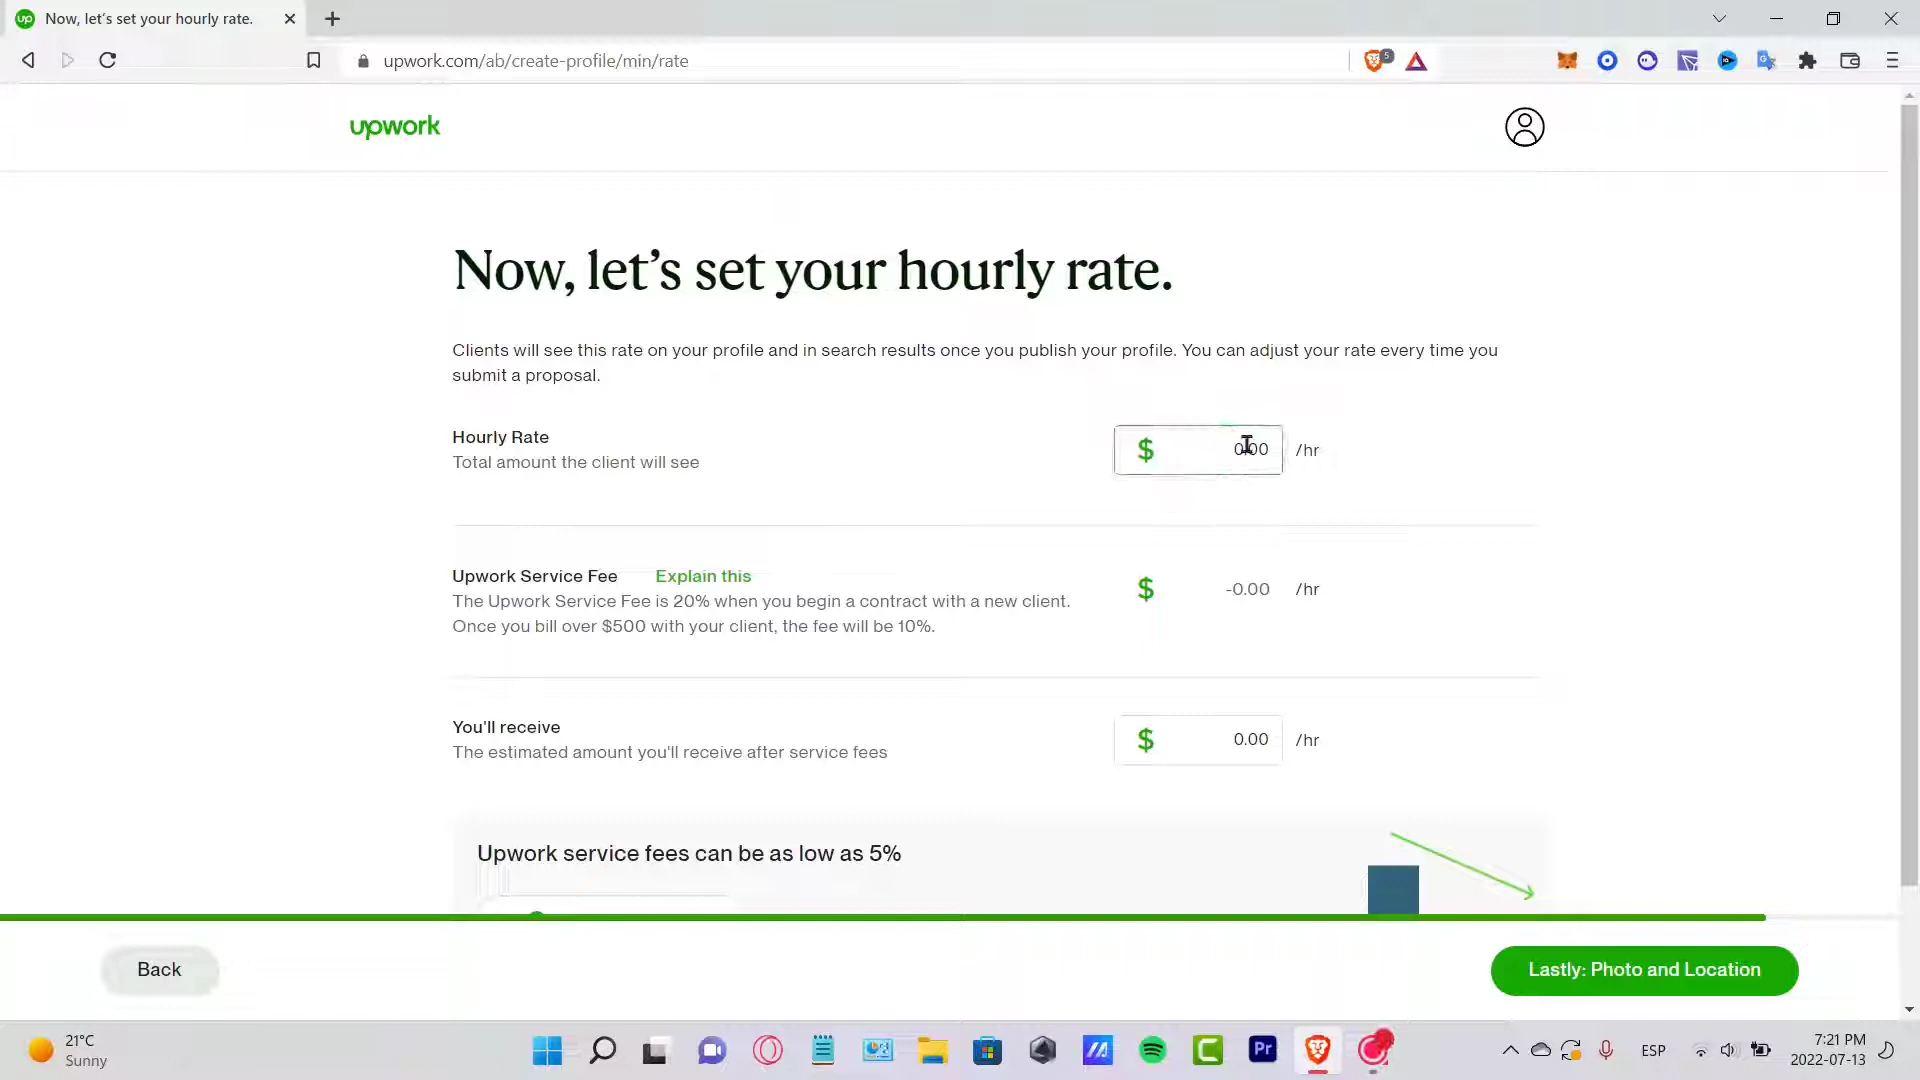 up Now, let's set your hourly rate.
upwork.com/ab/create-profile/min/rate
5
upwork
Now, let's set your hourly rate.
Clients will see this rate on your profile and in search results once you publish your profile. You can adjust your rate every time you
submit a proposal.
Hourly Rate
Total amount the client will see
$ 0.00 /hr
Upwork Service Fee Explain this
The Upwork Service Fee is 20% when you begin a contract with a new client.
Once you bill over $500 with your client, the fee will be 10%.
$ -0.00 /hr
You'll receive
The estimated amount you'll receive after service fees
$ 0.00 /hr
Upwork service fees can be as low as 5%
Back
Lastly: Photo and Location
21°C
Sunny
Pr
ESP
7:21 PM
2022-07-13